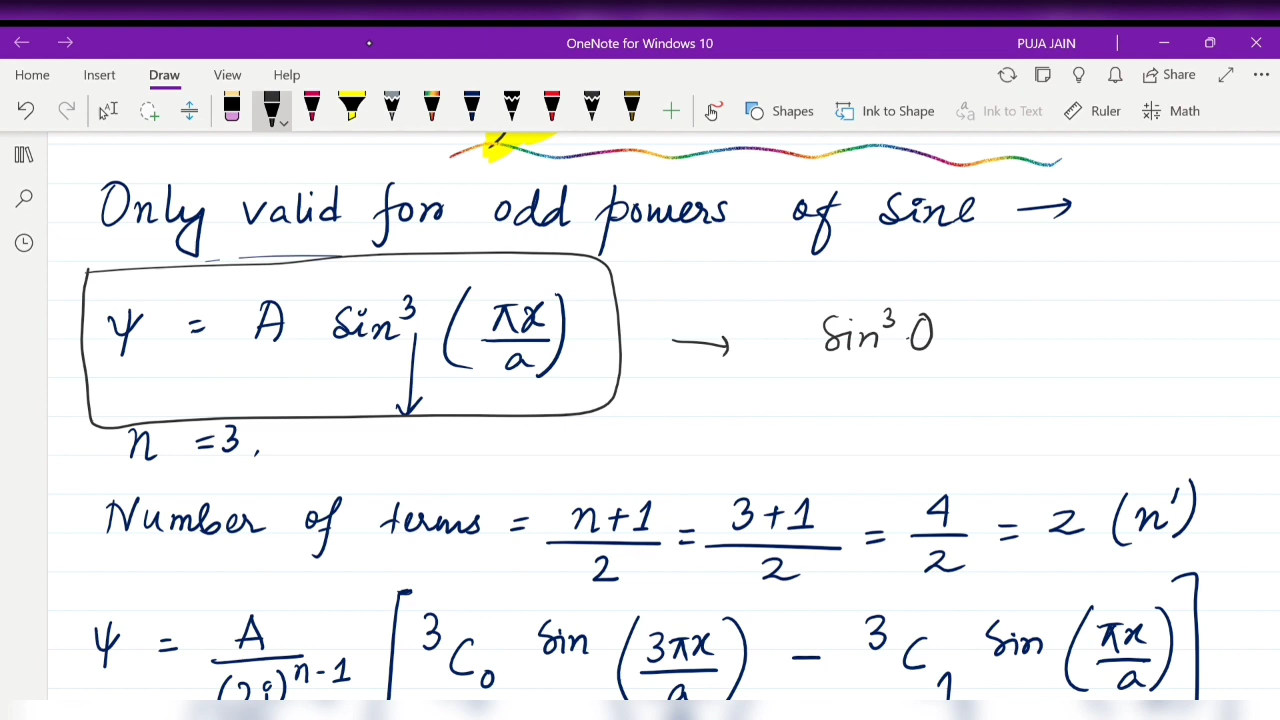 OneNote for Windows 10
PUJA JAIN
Home Insert Draw View Help
Share
Shapes Ink to Shape Ink to Text Ruler Math
Only valid for odd powers of sine →
ψ = A sin³ (πx/a) → sin³ 0
n = 3.
Number of terms = n+1/2 = 3+1/2 = 4/2 = 2 (n')
ψ = A/(2i)ⁿ⁻¹ [ ³C₀ sin (3πx/a) − ³C₁ sin (πx/a) ]